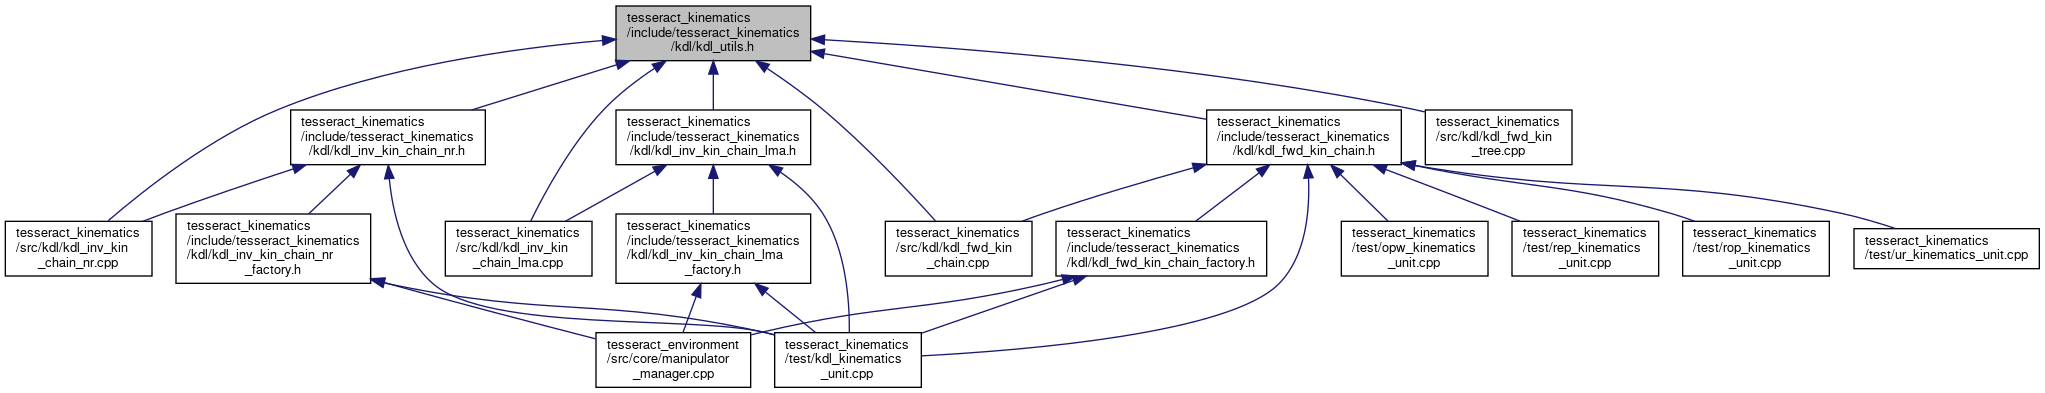 tesseract_kinematics
/include/tesseract_kinematics
/kdl/kdl_utils.h
tesseract_kinematics
/include/tesseract_kinematics
/kdl/kdl_inv_kin_chain_nr.h
tesseract_kinematics
/include/tesseract_kinematics
/kdl/kdl_inv_kin_chain_lma.h
tesseract_kinematics
/include/tesseract_kinematics
/kdl/kdl_fwd_kin_chain.h
tesseract_kinematics
/src/kdl/kdl_fwd_kin
_tree.cpp
tesseract_kinematics
/src/kdl/kdl_inv_kin
_chain_nr.cpp
tesseract_kinematics
/include/tesseract_kinematics
/kdl/kdl_inv_kin_chain_nr
_factory.h
tesseract_kinematics
/src/kdl/kdl_inv_kin
_chain_lma.cpp
tesseract_kinematics
/include/tesseract_kinematics
/kdl/kdl_inv_kin_chain_lma
_factory.h
tesseract_kinematics
/src/kdl/kdl_fwd_kin
_chain.cpp
tesseract_kinematics
/include/tesseract_kinematics
/kdl/kdl_fwd_kin_chain_factory.h
tesseract_kinematics
/test/opw_kinematics
_unit.cpp
tesseract_kinematics
/test/rep_kinematics
_unit.cpp
tesseract_kinematics
/test/rop_kinematics
_unit.cpp
tesseract_kinematics
/test/ur_kinematics_unit.cpp
tesseract_environment
/src/core/manipulator
_manager.cpp
tesseract_kinematics
/test/kdl_kinematics
_unit.cpp